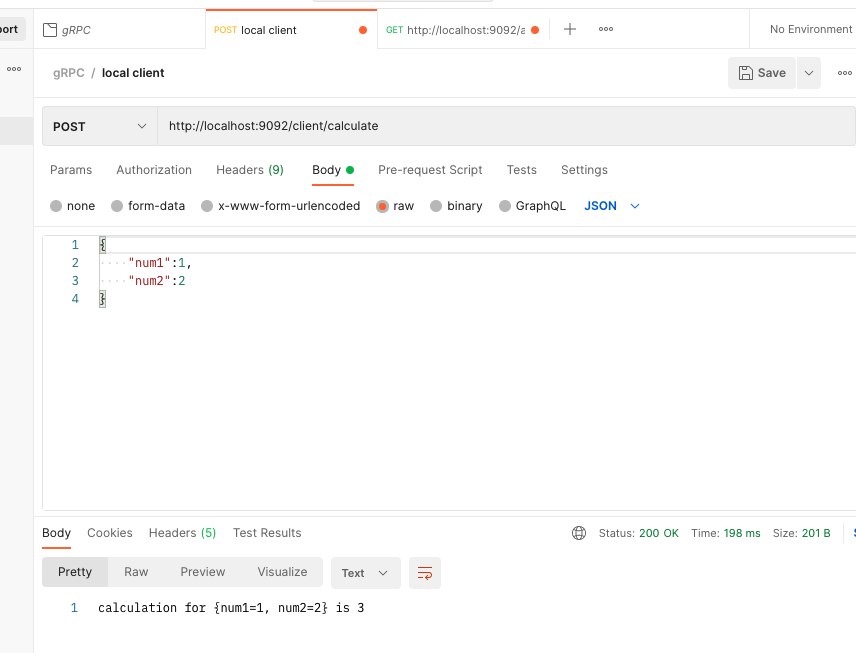 ort gRPC POST local client GET http://localhost:9092/a No Environment
gRPC / local client Save
POST http://localhost:9092/client/calculate
Params Authorization Headers (9) Body Pre-request Script Tests Settings
none form-data x-www-form-urlencoded raw binary GraphQL JSON
1 {
2 "num1":1,
3 "num2":2
4 }
Body Cookies Headers (5) Test Results Status: 200 OK Time: 198 ms Size: 201 B
Pretty Raw Preview Visualize Text
1 calculation for {num1=1, num2=2} is 3